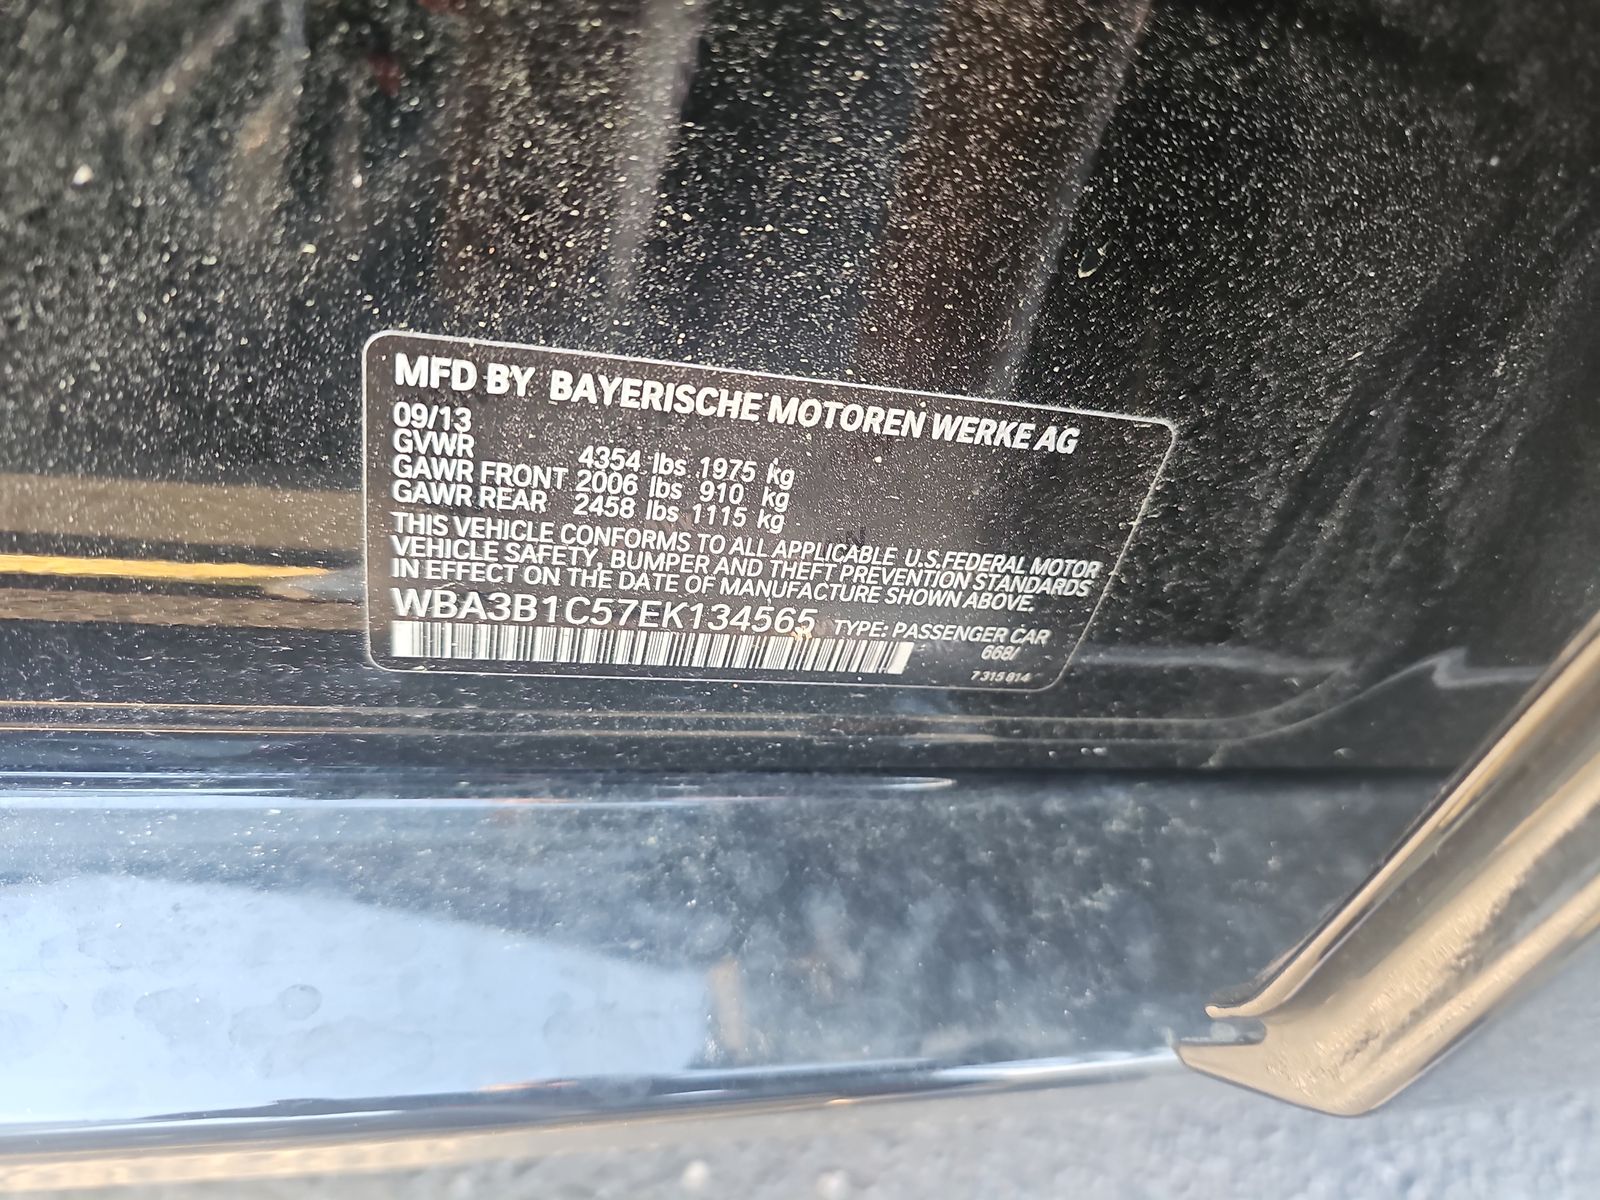 MFD BY BAYERISCHE MOTOREN WERKE AG
09/13
GVWR 4354 lbs 1975 kg
GAWR FRONT 2006 lbs 910 kg
GAWR REAR 2458 lbs 1115 kg
THIS VEHICLE CONFORMS TO ALL APPLICABLE U.S.FEDERAL MOTOR
VEHICLE SAFETY, BUMPER AND THEFT PREVENTION STANDARDS
IN EFFECT ON THE DATE OF MANUFACTURE SHOWN ABOVE.
WBA3B1C57EK134565 TYPE: PASSENGER CAR
668/
7 315 814